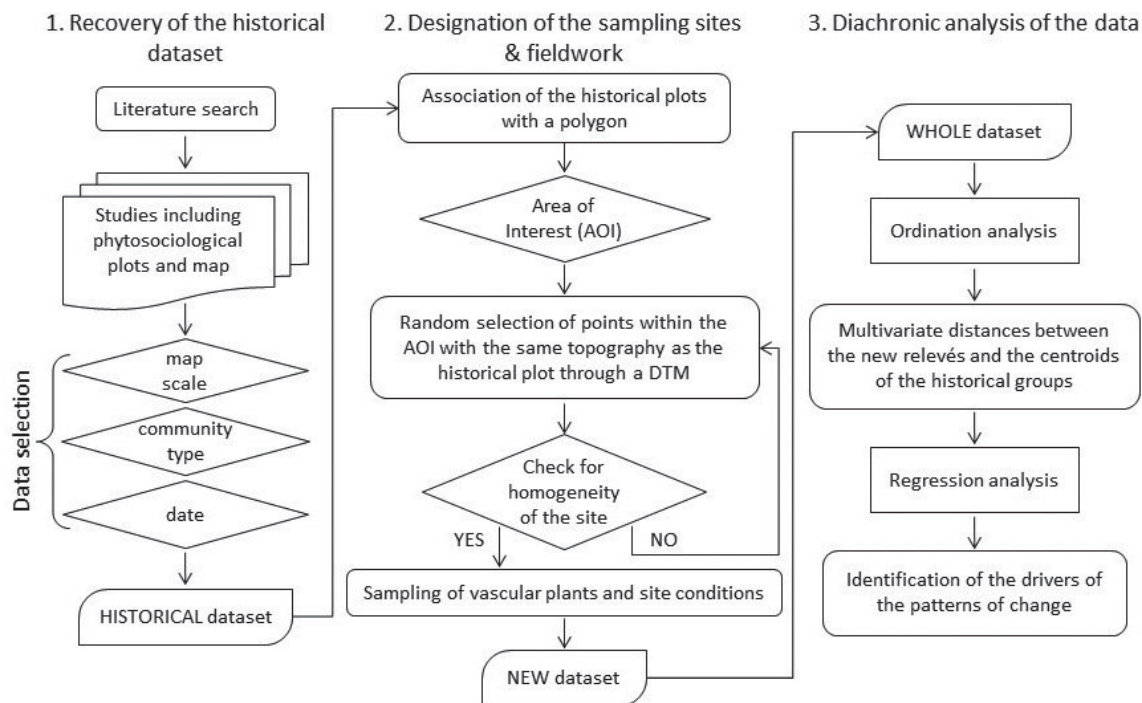 1. Recovery of the historical
dataset
Literature search
Studies including
phytosociological
plots and map
Data selection
map
scale
community
type
date
HISTORICAL dataset
2. Designation of the sampling sites
& fieldwork
Association of the historical plots
with a polygon
Area of
Interest (AOI)
Random selection of points within the
AOI with the same topography as the
historical plot through a DTM
Check for
homogeneity
of the site
YES
NO
Sampling of vascular plants and site conditions
NEW dataset
3. Diachronic analysis of the data
WHOLE dataset
Ordination analysis
Multivariate distances between
the new relevés and the centroids
of the historical groups
Regression analysis
Identification of the drivers of
the patterns of change